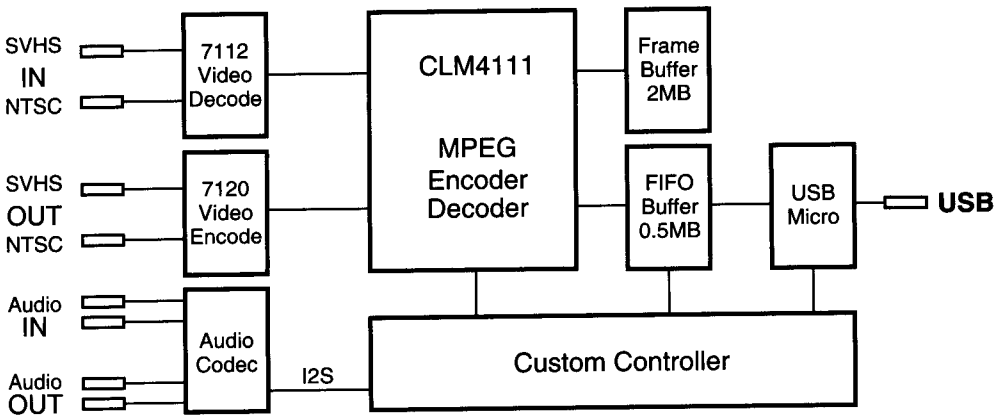 SVHS
IN
NTSC
7112
Video
Decode
CLM4111
MPEG
Encoder
Decoder
Frame
Buffer
2MB
SVHS
OUT
NTSC
7120
Video
Encode
FIFO
Buffer
0.5MB
USB
Micro
USB
Audio
IN
Audio
OUT
Audio
Codec
I2S
Custom Controller